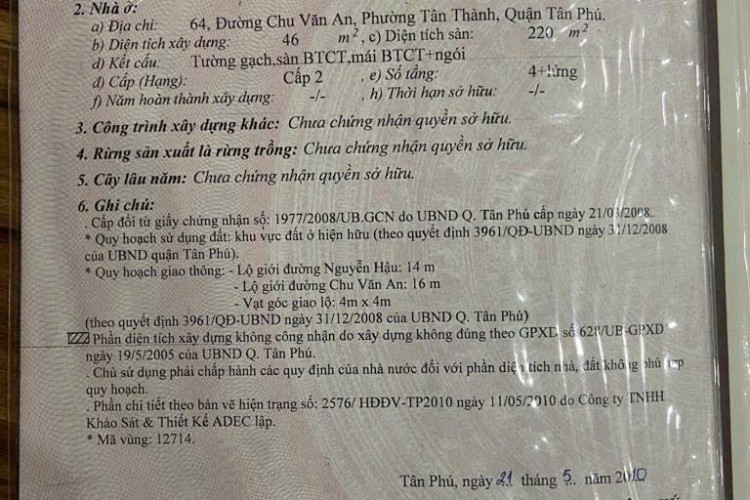 2. Nhà ở:
a) Địa chỉ: 64, Đường Chu Văn An, Phường Tân Thành, Quận Tân Phú.
b) Diện tích xây dựng: 46 m², c) Diện tích sàn: 220 m²
d) Kết cấu: Tường gạch,sàn BTCT,mái BTCT+ngói
đ) Cấp (Hạng): Cấp 2 , e) Số tầng: 4+lửng
f) Năm hoàn thành xây dựng: -/- , h) Thời hạn sở hữu: -/-
3. Công trình xây dựng khác: Chưa chứng nhận quyền sở hữu.
4. Rừng sản xuất là rừng trồng: Chưa chứng nhận quyền sở hữu.
5. Cây lâu năm: Chưa chứng nhận quyền sở hữu.
6. Ghi chú:
. Cấp đổi từ giấy chứng nhận số: 1977/2008/UB.GCN do UBND Q. Tân Phú cấp ngày 21/03/2008.
* Quy hoạch sử dụng đất: khu vực đất ở hiện hữu (theo quyết định 3961/QĐ-UBND ngày 31/12/2008
của UBND quận Tân Phú).
* Quy hoạch giao thông: - Lộ giới đường Nguyễn Hậu: 14 m
- Lộ giới đường Chu Văn An: 16 m
- Vạt góc giao lộ: 4m x 4m
(theo quyết định 3961/QĐ-UBND ngày 31/12/2008 của UBND Q. Tân Phú)
Phần diện tích xây dựng không công nhận do xây dựng không đúng theo GPXD số 628/UB-GPXD
ngày 19/5/2005 của UBND Q. Tân Phú.
. Chủ sử dụng phải chấp hành các quy định của nhà nước đối với phần diện tích nhà, đất không phù hợp
quy hoạch.
. Phần chi tiết theo bản vẽ hiện trạng số: 2576/ HĐĐV-TP2010 ngày 11/05/2010 do Công ty TNHH
Khảo Sát & Thiết Kế ADEC lập.
* Mã vùng: 12714.
Tân Phú, ngày 21 tháng 5. năm 2010